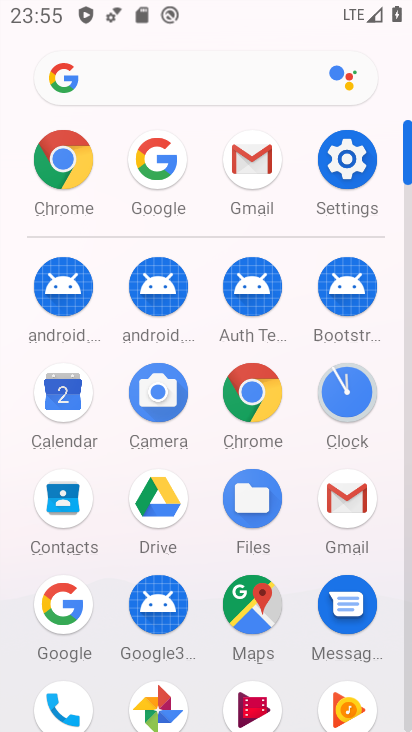 23:55 LTE
Chrome Google Gmail Settings
android.... android.... Auth Te... Bootstr...
2
Calendar Camera Chrome Clock
Contacts Drive Files Gmail
Google Google3... Maps Messag...